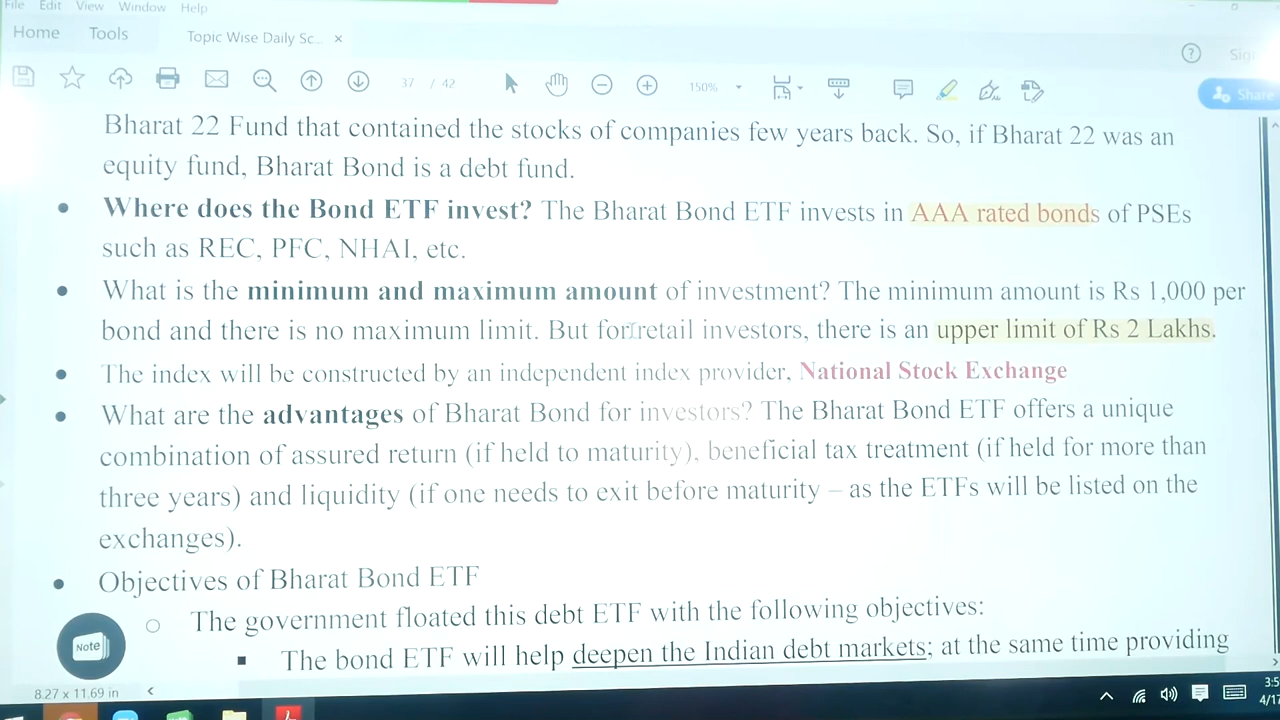 File Edit View Window Help
Home Tools Topic Wise Daily Sc... ×
37 / 42 150%
Share
Bharat 22 Fund that contained the stocks of companies few years back. So, if Bharat 22 was an
equity fund, Bharat Bond is a debt fund.
• Where does the Bond ETF invest? The Bharat Bond ETF invests in AAA rated bonds of PSEs
such as REC, PFC, NHAI, etc.
• What is the minimum and maximum amount of investment? The minimum amount is Rs 1,000 per
bond and there is no maximum limit. But for retail investors, there is an upper limit of Rs 2 Lakhs.
• The index will be constructed by an independent index provider, National Stock Exchange
• What are the advantages of Bharat Bond for investors? The Bharat Bond ETF offers a unique
combination of assured return (if held to maturity), beneficial tax treatment (if held for more than
three years) and liquidity (if one needs to exit before maturity – as the ETFs will be listed on the
exchanges).
• Objectives of Bharat Bond ETF
○ The government floated this debt ETF with the following objectives:
▪ The bond ETF will help deepen the Indian debt markets; at the same time providing
Note
8.27 x 11.69 in